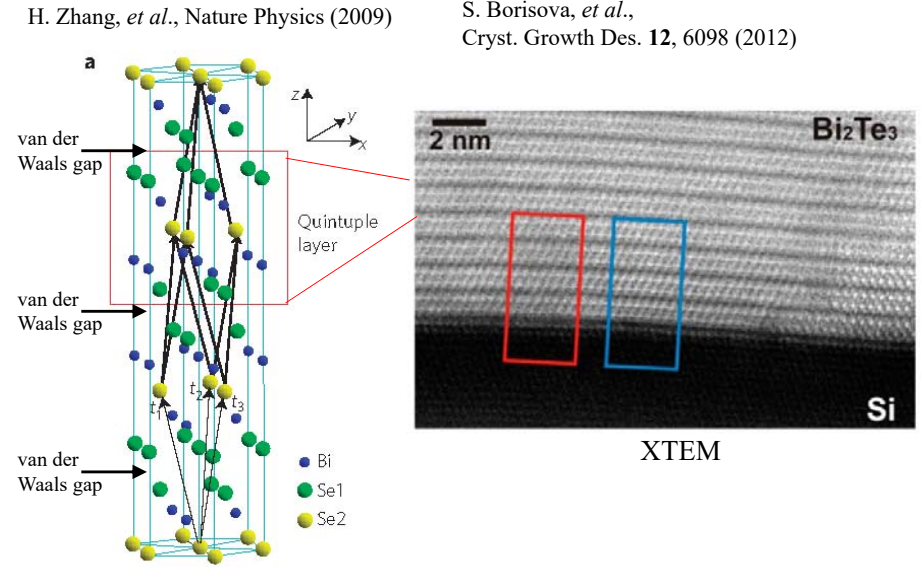 H. Zhang, et al., Nature Physics (2009)
S. Borisova, et al.,
Cryst. Growth Des. 12, 6098 (2012)
a
z
y
x
van der
Waals gap
Quintuple
layer
van der
Waals gap
t1
t2
t3
van der
Waals gap
Bi
Se1
Se2
2 nm
Bi2Te3
Si
XTEM